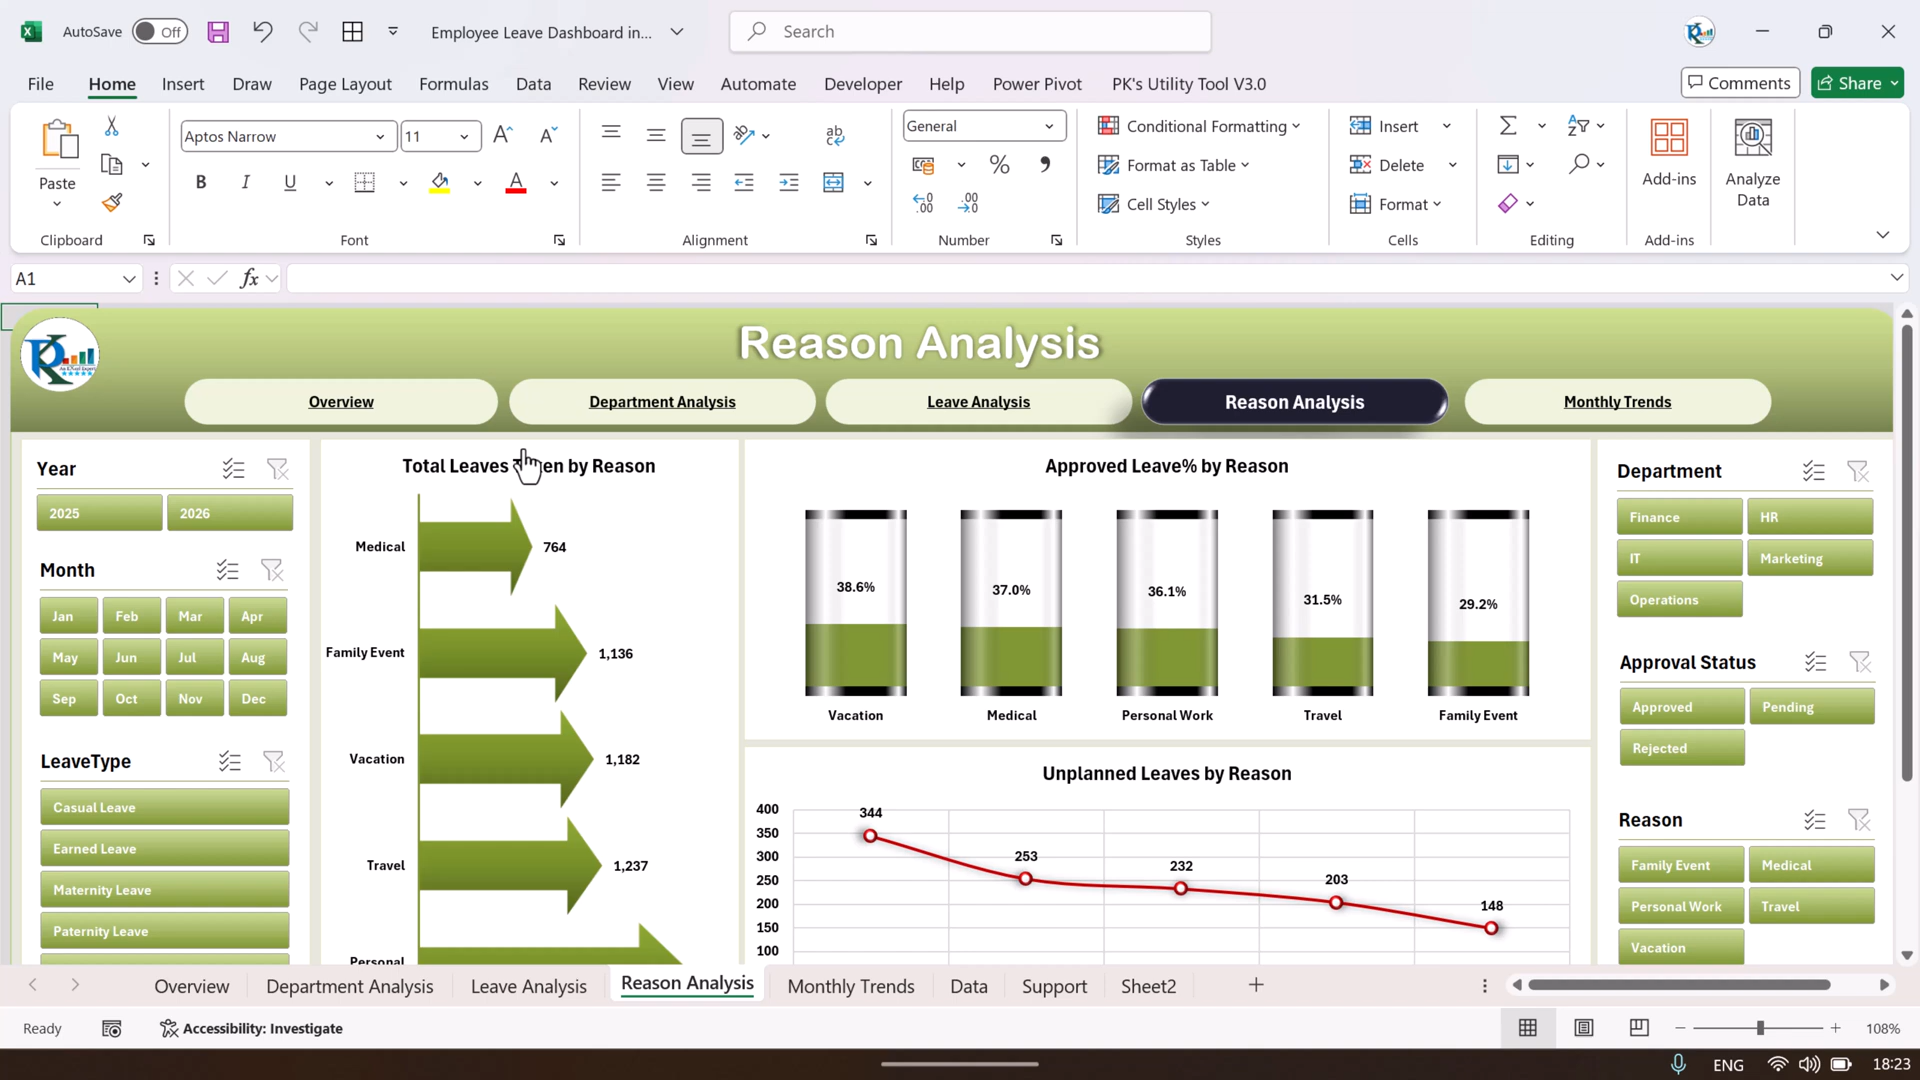 AutoSave Off Employee Leave Dashboard in... Search
File Home Insert Draw Page Layout Formulas Data Review View Automate Developer Help Power Pivot PK's Utility Tool V3.0 Comments Share
Paste
Clipboard
Aptos Narrow 11
B I U A
Font
ab
Alignment
General
% ,
Number
Conditional Formatting
Format as Table
Cell Styles
Styles
Insert
Delete
Format
Cells
Editing
Add-ins
Add-ins
Analyze
Data
A1 fx
Reason Analysis
Overview Department Analysis Leave Analysis Reason Analysis Monthly Trends
Year
2025 2026
Month
Jan Feb Mar Apr
May Jun Jul Aug
Sep Oct Nov Dec
LeaveType
Casual Leave
Earned Leave
Maternity Leave
Paternity Leave
Total Leaves by Reason
Medical 764
Family Event 1,136
Vacation 1,182
Travel 1,237
Personal
Approved Leave% by Reason
38.6% 37.0% 36.1% 31.5% 29.2%
Vacation Medical Personal Work Travel Family Event
Unplanned Leaves by Reason
400
350
300
250
200
150
100
344 253 232 203 148
Department
Finance HR
IT Marketing
Operations
Approval Status
Approved Pending
Rejected
Reason
Family Event Medical
Personal Work Travel
Vacation
Overview Department Analysis Leave Analysis Reason Analysis Monthly Trends Data Support Sheet2
Ready Accessibility: Investigate 108%
ENG 18:23